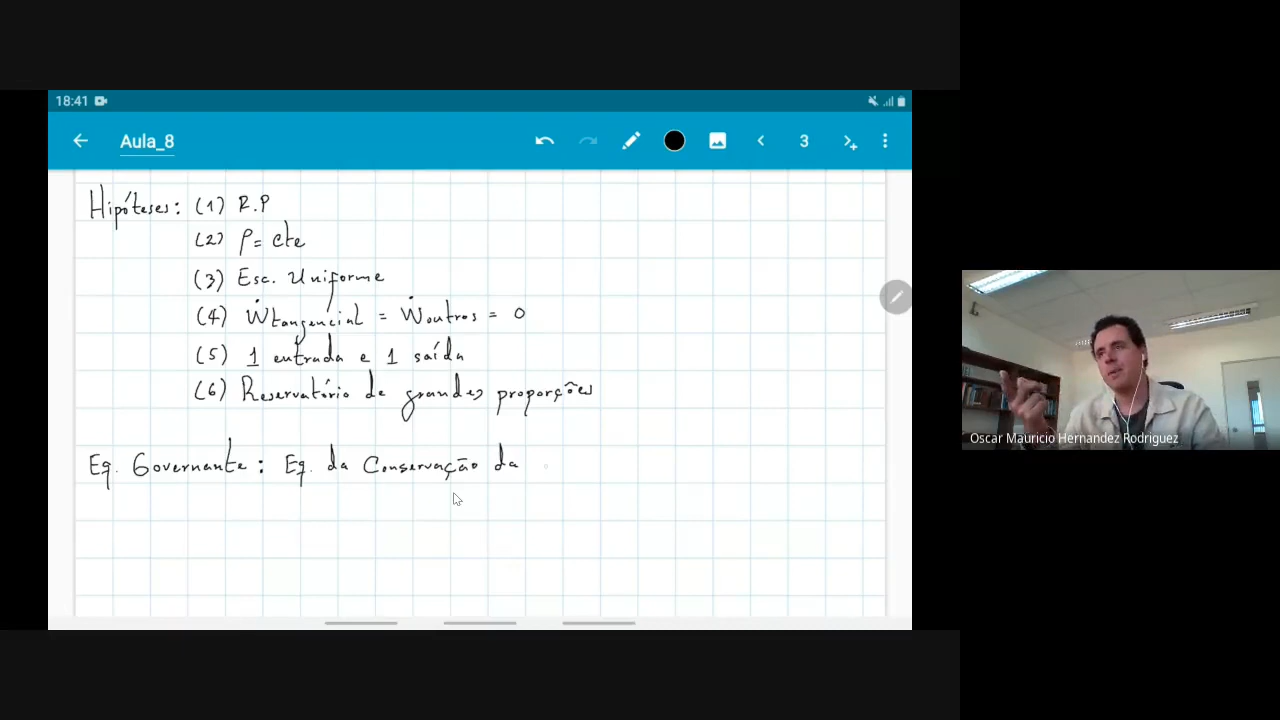 18:41
Aula_8
3
Hipóteses: (1) R.P
(2) ρ= cte
(3) Esc. Uniforme
(4) Ẇtangencial = Ẇoutros = 0
(5) 1 entrada e 1 saída
(6) Reservatório de grandes proporções
Eq. Governante: Eq. da Conservação da
Oscar Mauricio Hernandez Rodriguez